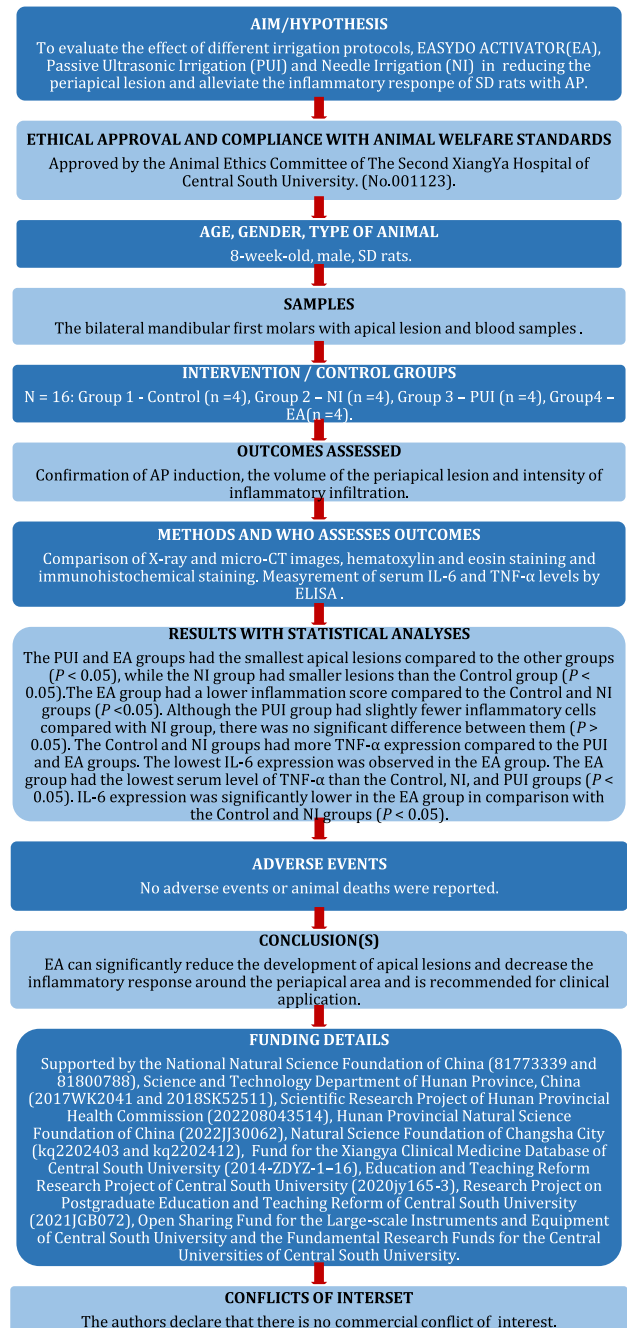 AIM/HYPOTHESIS
To evaluate the effect of different irrigation protocols, EASYDO ACTIVATOR(EA),
Passive Ultrasonic Irrigation (PUI) and Needle Irrigation (NI) in reducing the
periapical lesion and alleviate the inflammatory responpe of SD rats with AP.
ETHICAL APPROVAL AND COMPLIANCE WITH ANIMAL WELFARE STANDARDS
Approved by the Animal Ethics Committee of The Second XiangYa Hospital of
Central South University. (No.001123).
AGE, GENDER, TYPE OF ANIMAL
8-week-old, male, SD rats.
SAMPLES
The bilateral mandibular first molars with apical lesion and blood samples .
INTERVENTION / CONTROL GROUPS
N = 16: Group 1 - Control (n =4), Group 2 – NI (n =4), Group 3 – PUI (n =4), Group4 –
EA(n =4).
OUTCOMES ASSESSED
Confirmation of AP induction, the volume of the periapical lesion and intensity of
inflammatory infiltration.
METHODS AND WHO ASSESSES OUTCOMES
Comparison of X-ray and micro-CT images, hematoxylin and eosin staining and
immunohistochemical staining. Measyrement of serum IL-6 and TNF-α levels by
ELISA .
RESULTS WITH STATISTICAL ANALYSES
The PUI and EA groups had the smallest apical lesions compared to the other groups
(P < 0.05), while the NI group had smaller lesions than the Control group (P <
0.05).The EA group had a lower inflammation score compared to the Control and NI
groups (P <0.05). Although the PUI group had slightly fewer inflammatory cells
compared with NI group, there was no significant difference between them (P >
0.05). The Control and NI groups had more TNF-α expression compared to the PUI
and EA groups. The lowest IL-6 expression was observed in the EA group. The EA
group had the lowest serum level of TNF-α than the Control, NI, and PUI groups (P <
0.05). IL-6 expression was significantly lower in the EA group in comparison with
the Control and NI groups (P < 0.05).
ADVERSE EVENTS
No adverse events or animal deaths were reported.
CONCLUSION(S)
EA can significantly reduce the development of apical lesions and decrease the
inflammatory response around the periapical area and is recommended for clinical
application.
FUNDING DETAILS
Supported by the National Natural Science Foundation of China (81773339 and
81800788), Science and Technology Department of Hunan Province, China
(2017WK2041 and 2018SK52511), Scientific Research Project of Hunan Provincial
Health Commission (202208043514), Hunan Provincial Natural Science
Foundation of China (2022JJ30062), Natural Science Foundation of Changsha City
(kq2202403 and kq2202412), Fund for the Xiangya Clinical Medicine Database of
Central South University (2014-ZDYZ-1–16), Education and Teaching Reform
Research Project of Central South University (2020jy165-3), Research Project on
Postgraduate Education and Teaching Reform of Central South University
(2021JGB072), Open Sharing Fund for the Large-scale Instruments and Equipment
of Central South University and the Fundamental Research Funds for the Central
Universities of Central South University.
CONFLICTS OF INTERSET
The authors declare that there is no commercial conflict of interest.